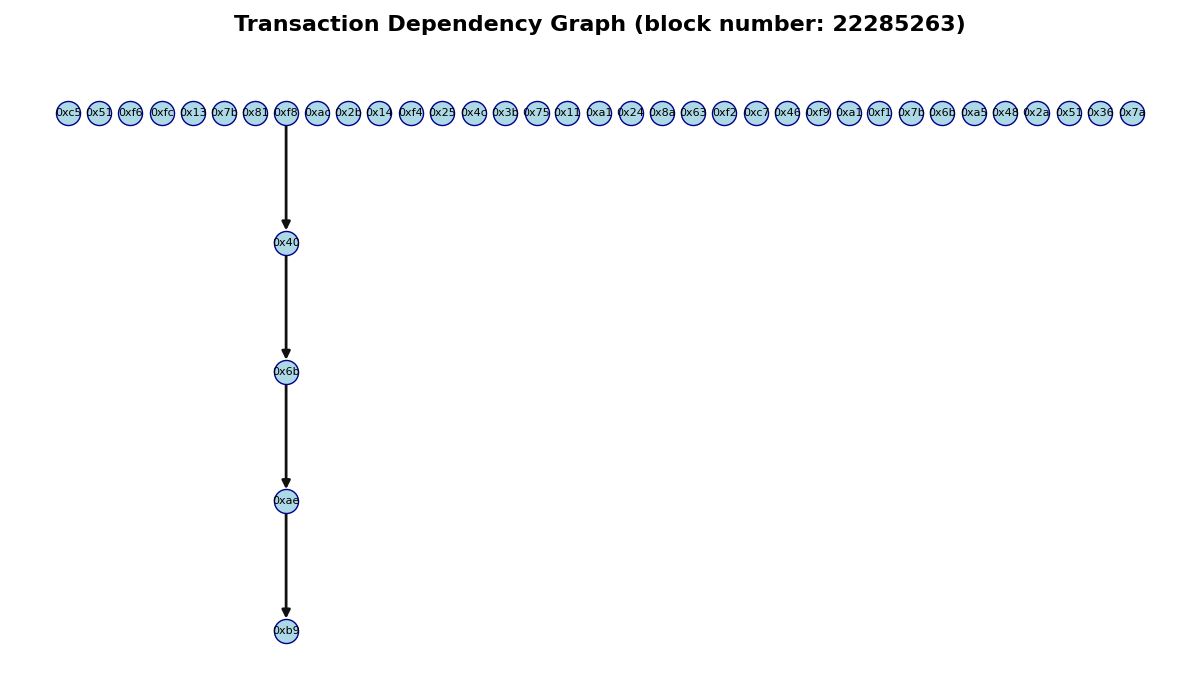 Transaction Dependency Graph (block number: 22285263)
0xc5 0x51 0xf6 0xfc 0x13 0x7b 0x81 0xf8 0xac 0x2b 0x14 0xf4 0x25 0x4c 0x3b 0x75 0x11 0xa1 0x24 0x8a 0x63 0xf2 0xc7 0x46 0xf9 0xa1 0xf1 0x7b 0x6b 0xa5 0x48 0x2a 0x51 0x36 0x7a
0x40
0x6b
0xae
0xb9